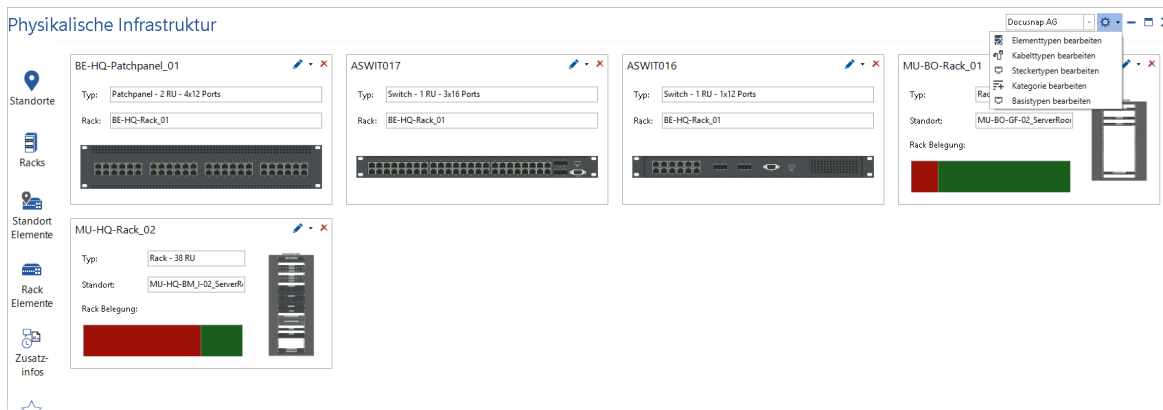 Physikalische Infrastruktur
Docusnap AG
Elementtypen bearbeiten
Kabeltypen bearbeiten
Steckertypen bearbeiten
Kategorie bearbeiten
Basistypen bearbeiten
Standorte
Racks
Standort
Elemente
Rack
Elemente
Zusatz-
infos
BE-HQ-Patchpanel_01
Typ: Patchpanel - 2 RU - 4x12 Ports
Rack: BE-HQ-Rack_01
ASWIT017
Typ: Switch - 1 RU - 3x16 Ports
Rack: BE-HQ-Rack_01
ASWIT016
Typ: Switch - 1 RU - 1x12 Ports
Rack: BE-HQ-Rack_01
MU-BO-Rack_01
Typ:
Standort: MU-BO-GF-02_ServerRoo
Rack Belegung:
MU-HQ-Rack_02
Typ: Rack - 38 RU
Standort: MU-HQ-BM_I-02_ServerR
Rack Belegung: